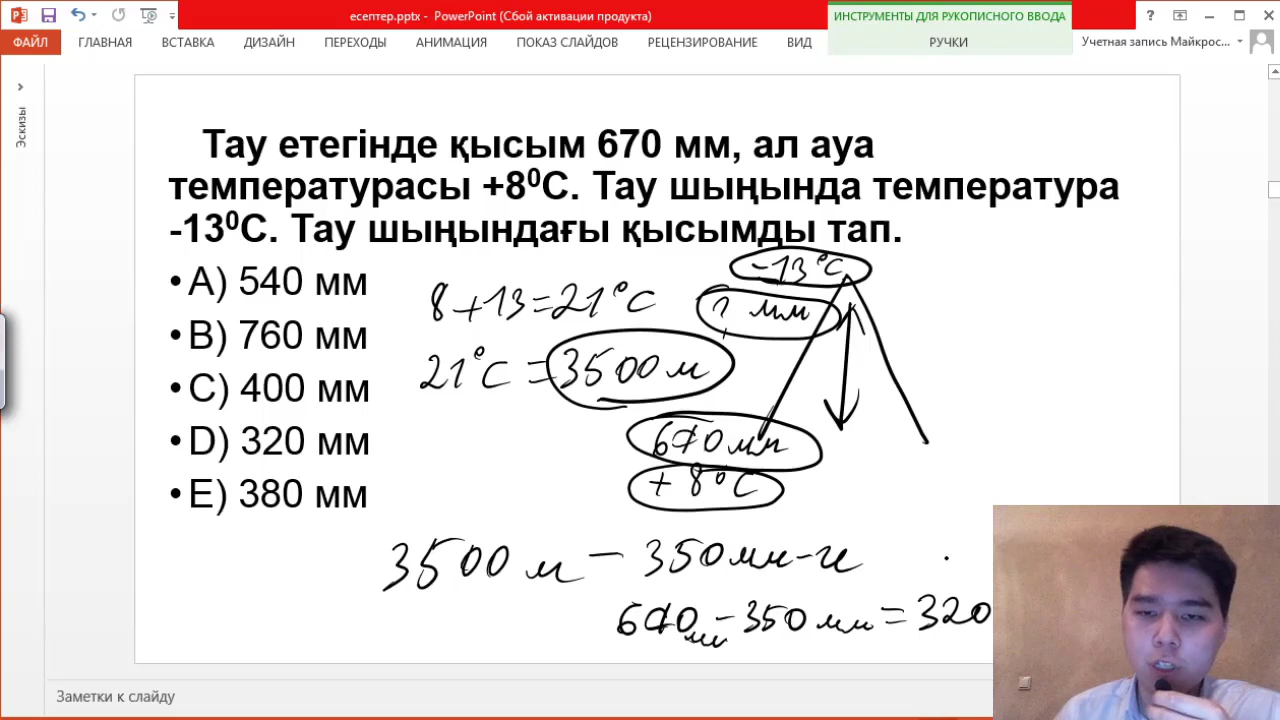 есептер.pptx - PowerPoint (Сбой активации продукта)
ИНСТРУМЕНТЫ ДЛЯ РУКОПИСНОГО ВВОДА
?
ФАЙЛ ГЛАВНАЯ ВСТАВКА ДИЗАЙН ПЕРЕХОДЫ АНИМАЦИЯ ПОКАЗ СЛАЙДОВ РЕЦЕНЗИРОВАНИЕ ВИД РУЧКИ Учетная запись Майкрос...
Эскизы
Тау етегінде қысым 670 мм, ал ауа
температурасы +8⁰С. Тау шыңында температура
-13⁰С. Тау шыңындағы қысымды тап.
• A) 540 мм
• B) 760 мм
• C) 400 мм
• D) 320 мм
• E) 380 мм
-13°C
8+13=21°C
? мм
21°C = 3500 м
670 мм
+ 8°C
3500 м – 350 мм-ге
670 мм – 350 мм = 320
Заметки к слайду